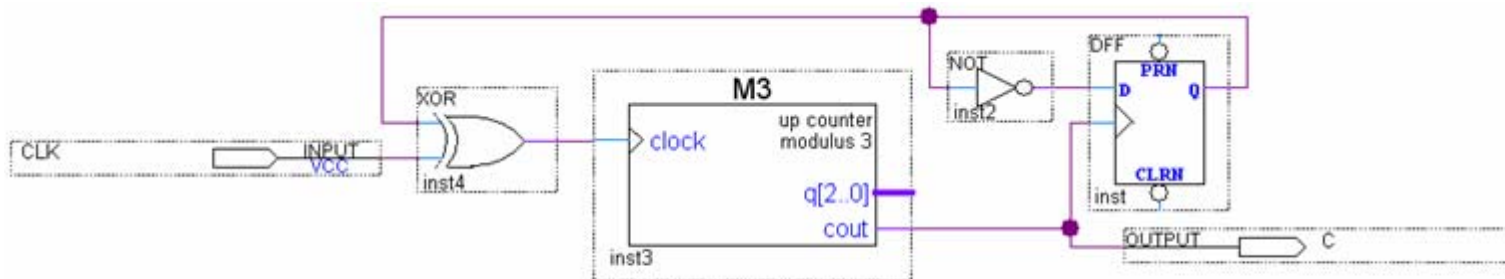 DFF
NOT
PRN
M3
D
Q
XOR
inst2
up counter
modulus 3
CLK
INPUT
clock
VCC
CLRN
inst4
q[2..0]
inst
cout
OUTPUT
C
inst3